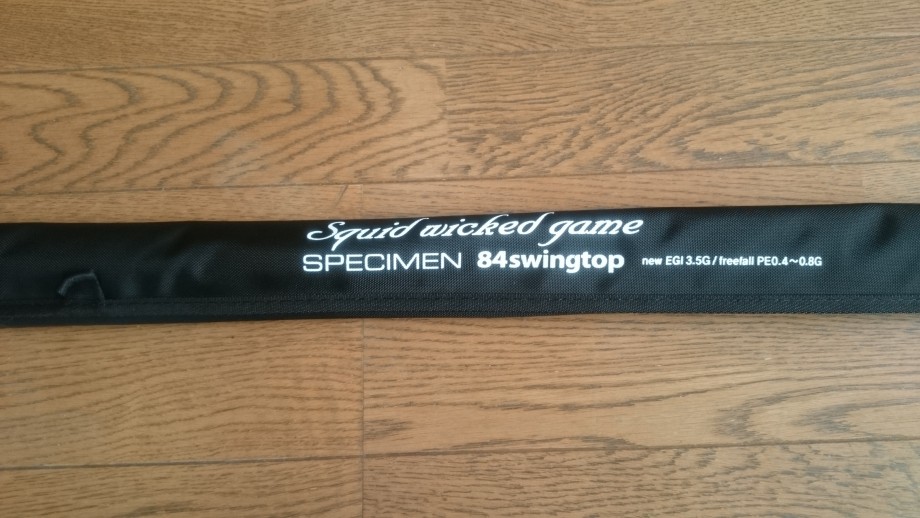 Squid wicked game
SPECIMEN 84swingtop new EGI 3.5G / freefall PE0.4～0.8G